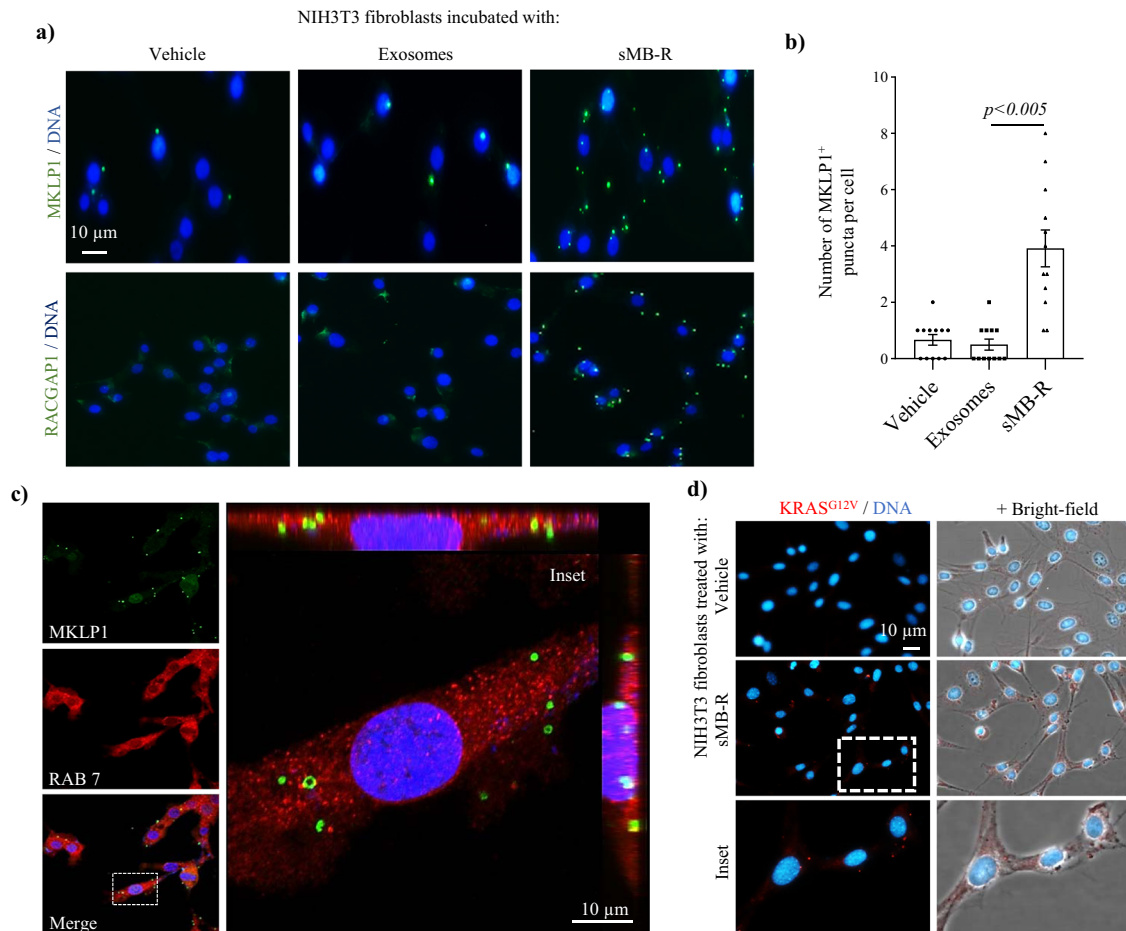 NIH3T3 fibroblasts incubated with:
a)
Vehicle
Exosomes
sMB-R
MKLP1 / DNA
10 µm
RACGAP1 / DNA
b)
Number of MKLP1+
puncta per cell
10
8
6
4
2
0
p<0.005
Vehicle
Exosomes
sMB-R
c)
MKLP1
RAB 7
Merge
Inset
10 µm
d)
KRASG12V / DNA
+ Bright-field
NIH3T3 fibroblasts treated with:
Vehicle
sMB-R
10 µm
Inset